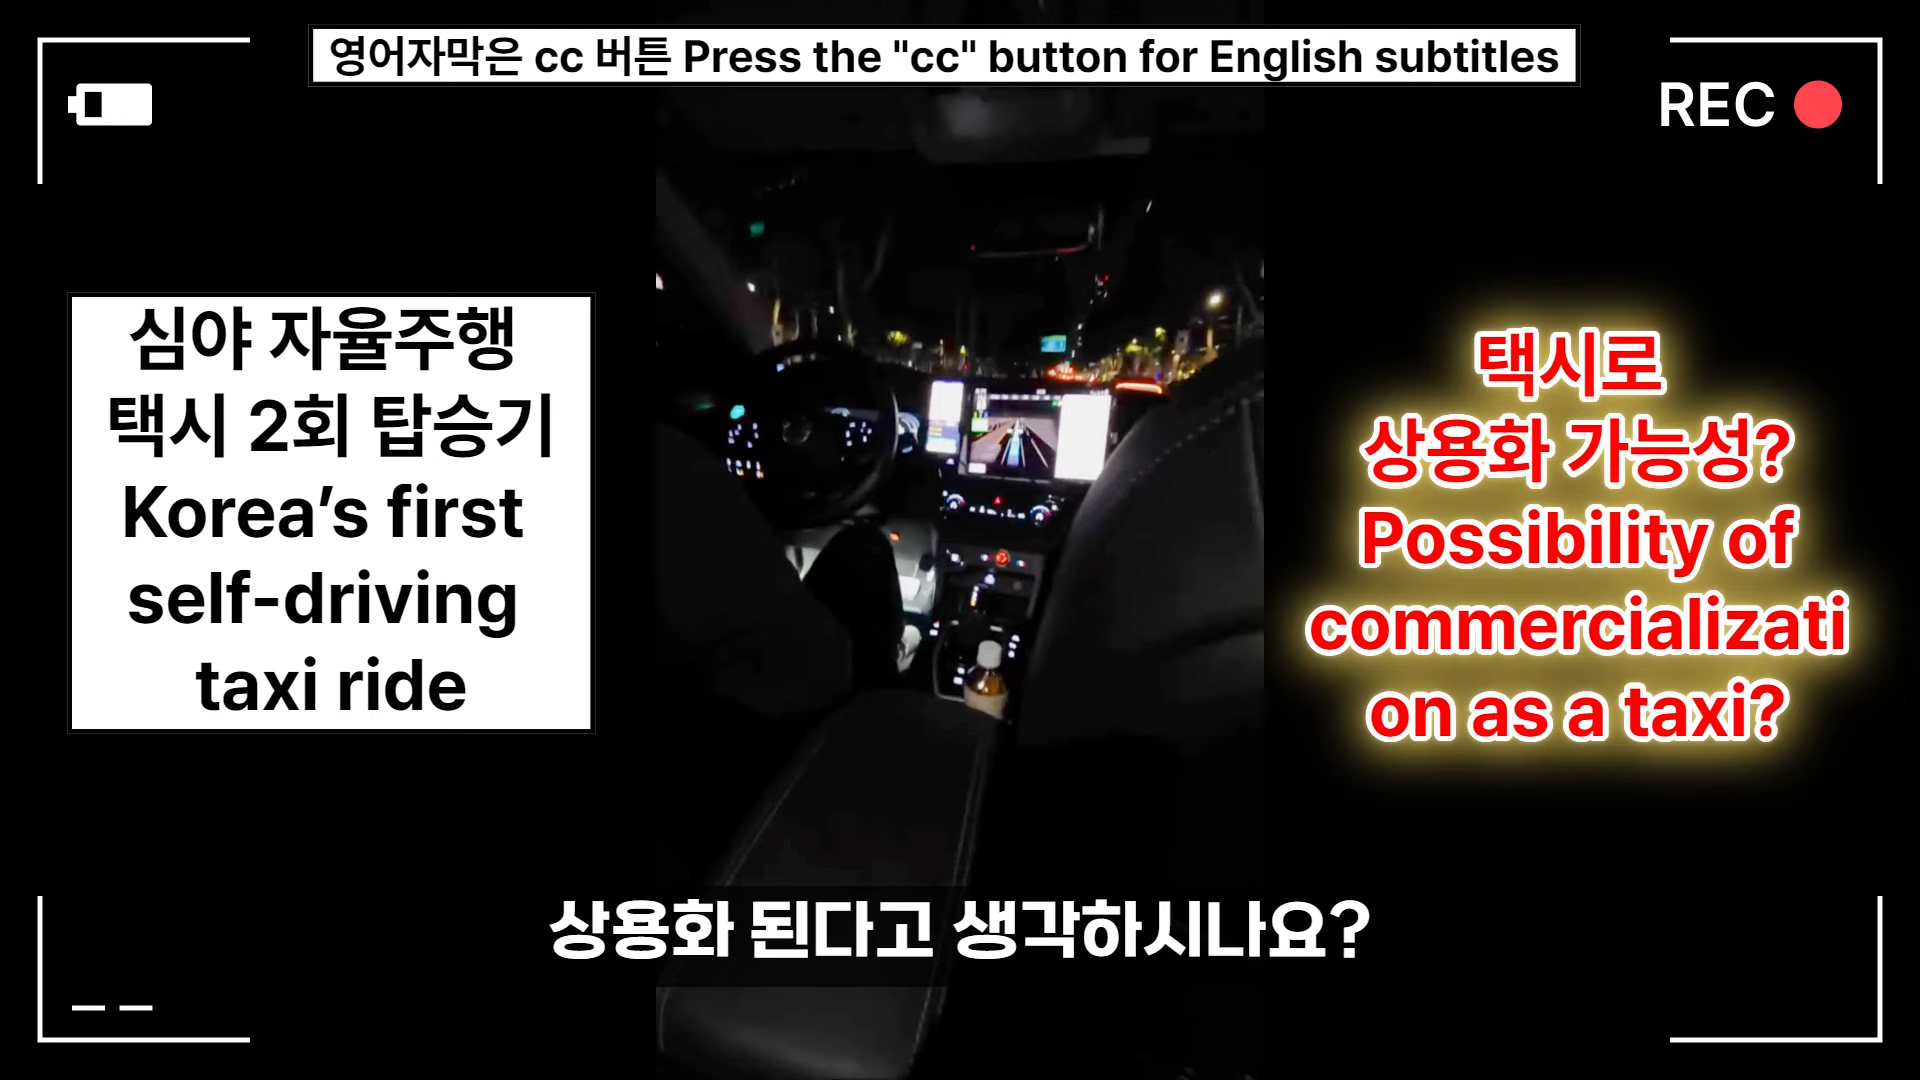 영어자막은 cc 버튼 Press the "cc" button for English subtitles
REC
심야 자율주행
택시 2회 탑승기
Korea’s first
self-driving
taxi ride
택시로
상용화 가능성?
Possibility of
commercializati
on as a taxi?
상용화 된다고 생각하시나요?